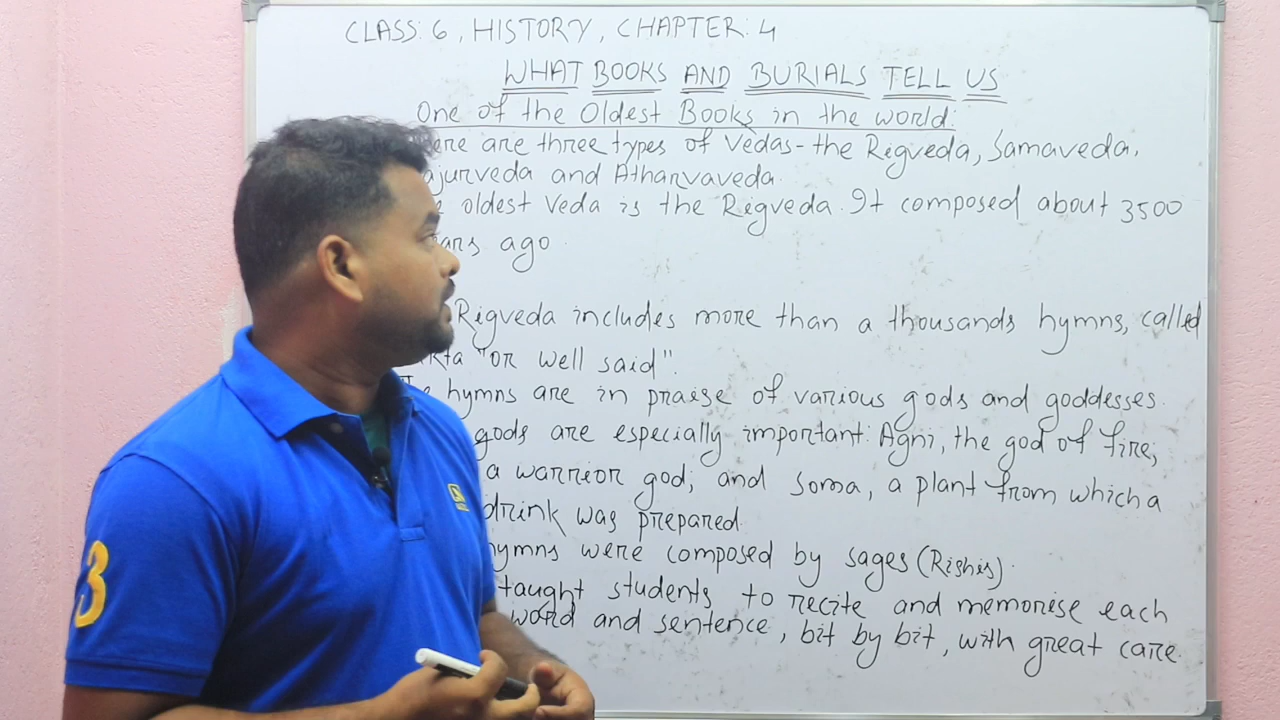 CLASS: 6, HISTORY, CHAPTER: 4
WHAT BOOKS AND BURIALS TELL US
One of the Oldest Books in the world:
are three types of Vedas- the Rigveda, Samaveda,
and Atharvaveda.
oldest Veda is the Rigveda. It composed about 3500
ago.
Rigveda includes more than a thousands hymns, called
"or well said".
hymns are in praise of various gods and goddesses.
gods are especially important: Agni, the god of fire;
a warrior god; and Soma, a plant from which a
drink was prepared.
hymns were composed by sages (Rishis).
taught students to recite and memorise each
word and sentence, bit by bit, with great care.
3